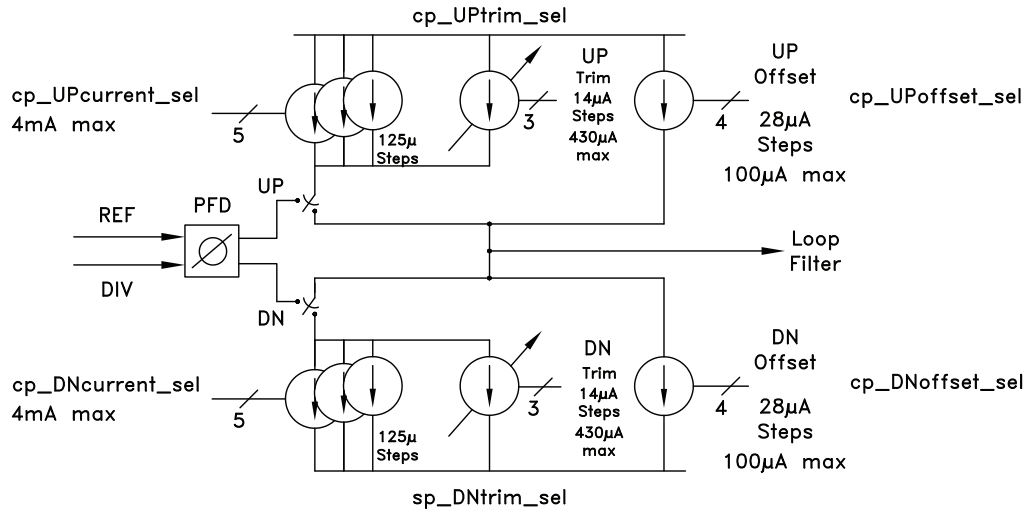 cp_UPtrim_sel
cp_UPcurrent_sel
4mA max
5
125µ
Steps
3
UP
Trim
14µA
Steps
430µA
max
4
UP
Offset
28µA
Steps
100µA max
cp_UPoffset_sel
UP
PFD
REF
DIV
DN
Loop
Filter
cp_DNcurrent_sel
4mA max
5
125µ
Steps
3
DN
Trim
14µA
Steps
430µA
max
4
DN
Offset
28µA
Steps
100µA max
cp_DNoffset_sel
sp_DNtrim_sel